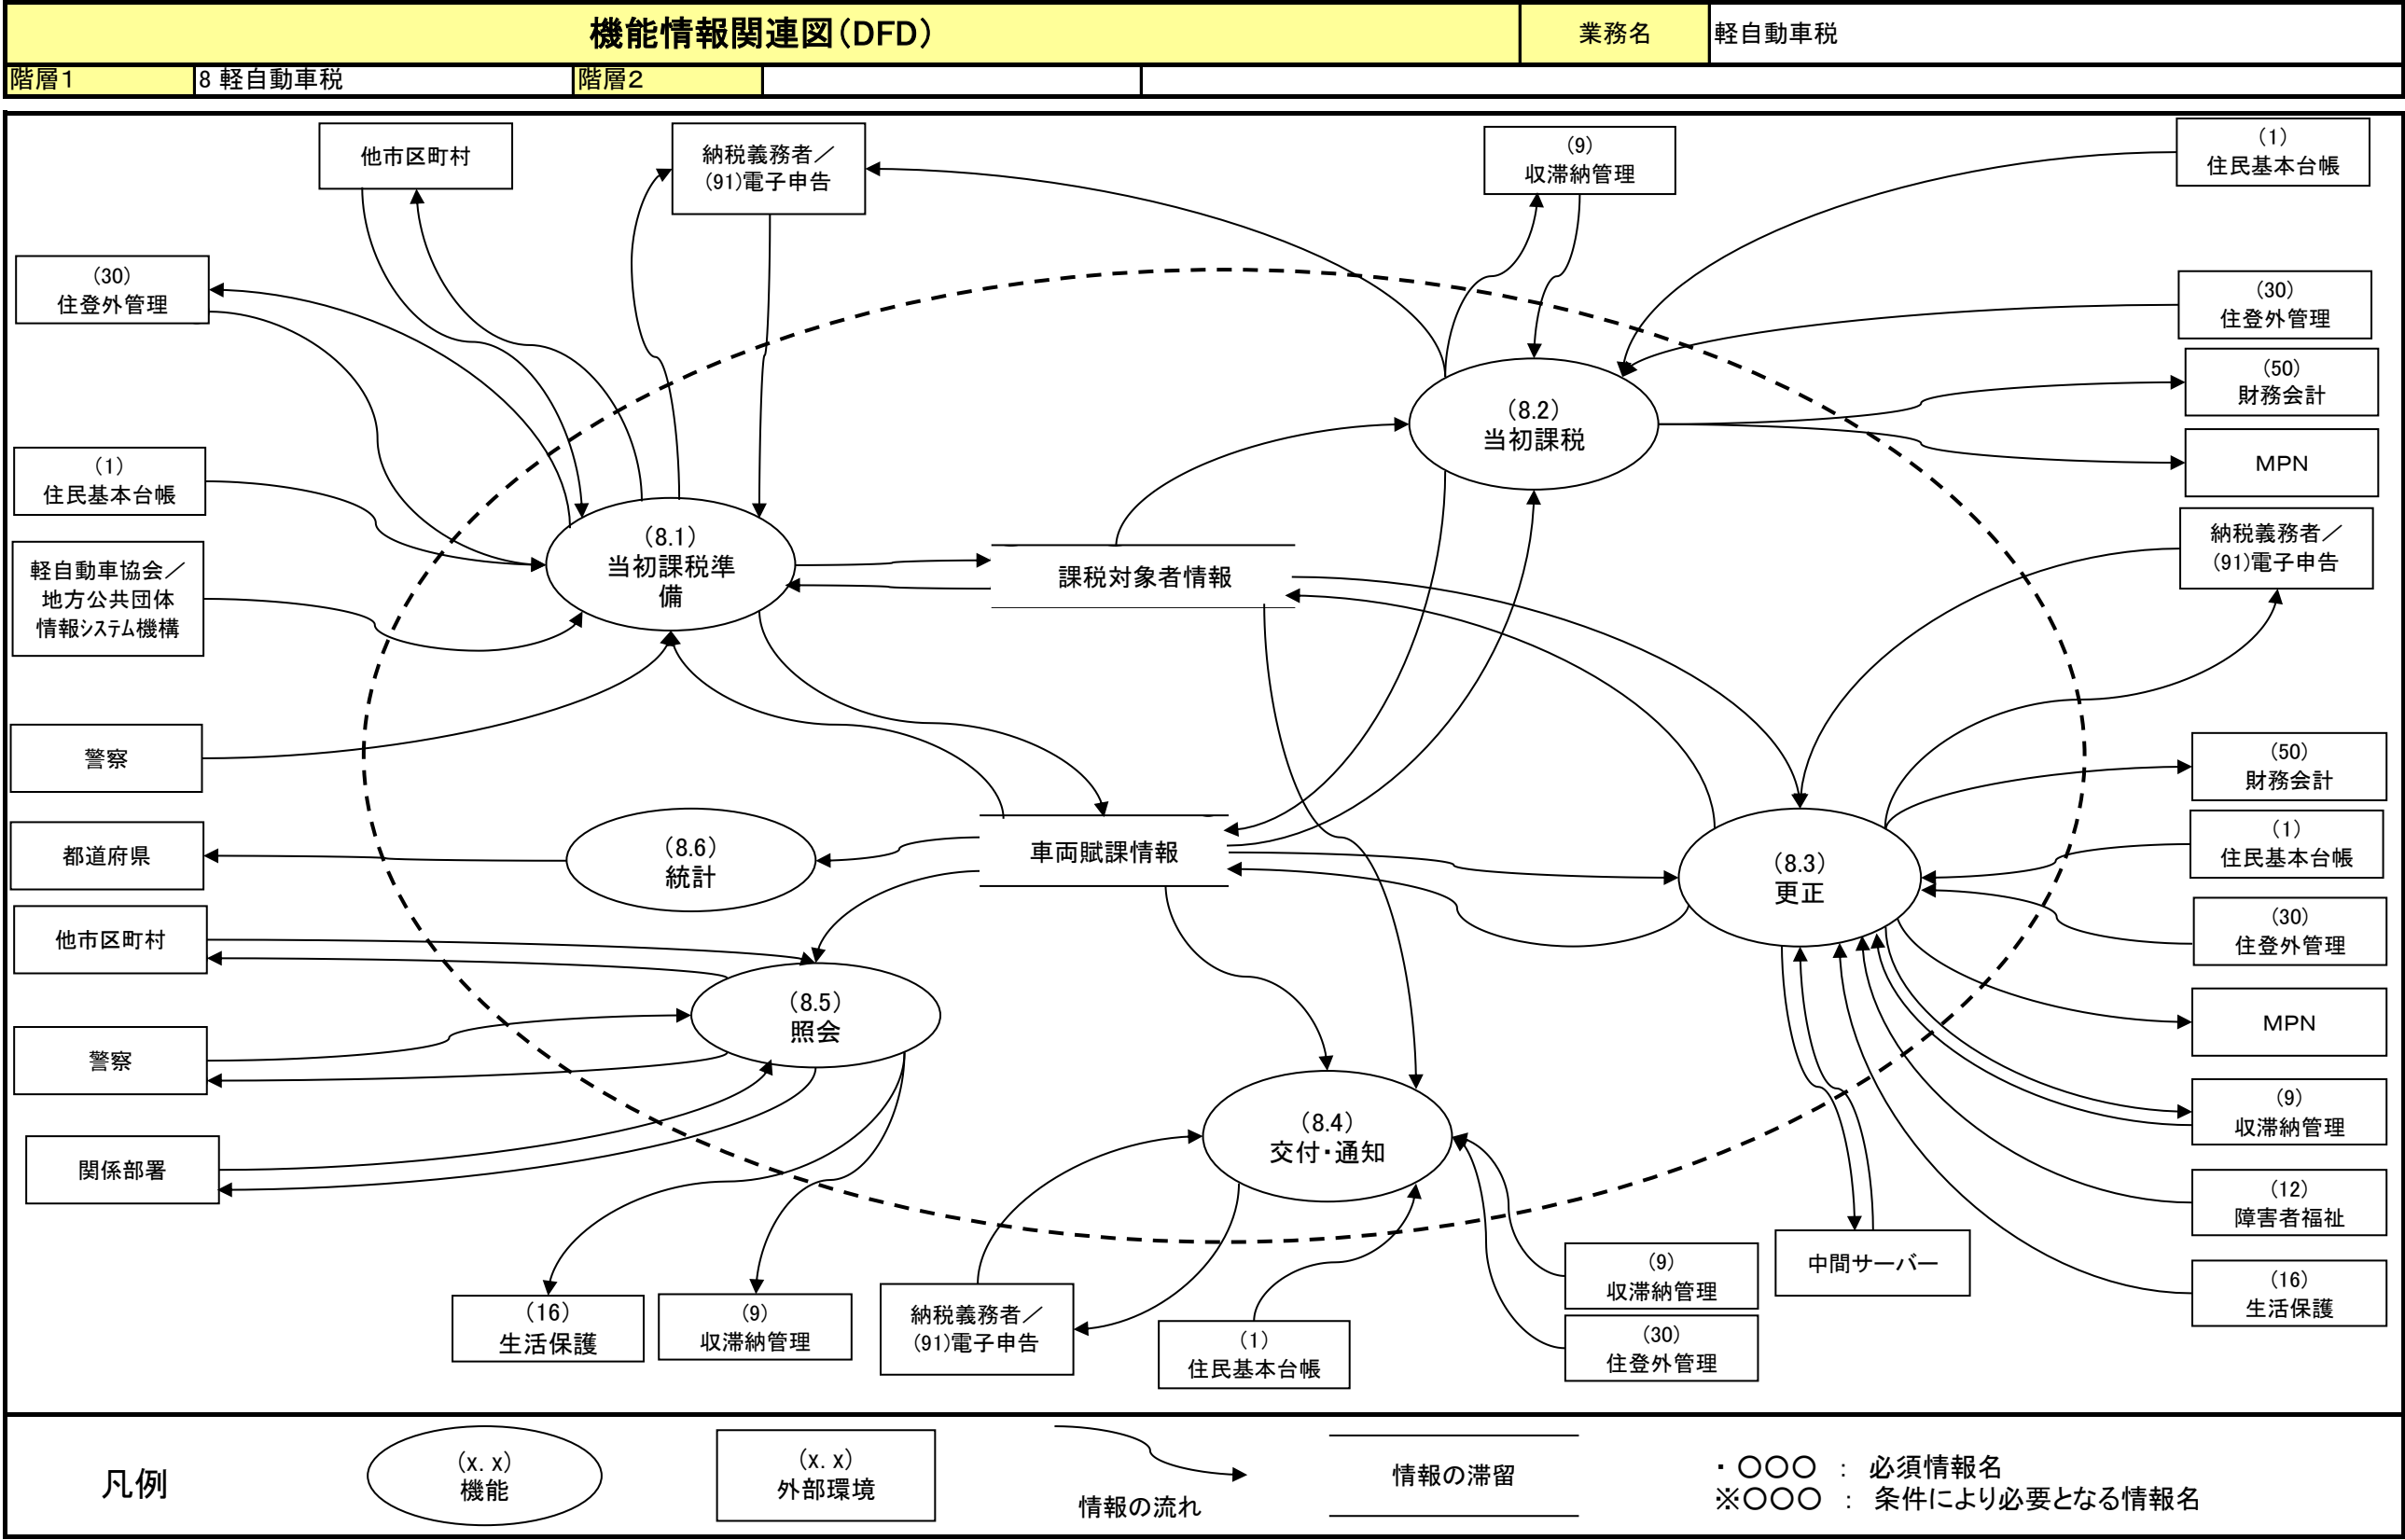 機能情報関連図(DFD)
業務名
軽自動車税
階層1
8 軽自動車税
階層2
他市区町村
納税義務者／
(91)電子申告
(9)
収滞納管理
(1)
住民基本台帳
(30)
住登外管理
(30)
住登外管理
(50)
財務会計
(8.2)
当初課税
MPN
(1)
住民基本台帳
納税義務者／
(91)電子申告
(8.1)
当初課税準
備
軽自動車協会／
地方公共団体
情報ｼｽﾃﾑ機構
課税対象者情報
警察
(50)
財務会計
都道府県
(8.6)
統計
車両賦課情報
(8.3)
更正
(1)
住民基本台帳
他市区町村
(30)
住登外管理
(8.5)
照会
MPN
警察
(9)
収滞納管理
(8.4)
交付・通知
関係部署
(12)
障害者福祉
中間サーバー
(9)
収滞納管理
(16)
生活保護
(16)
生活保護
(9)
収滞納管理
納税義務者／
(91)電子申告
(1)
住民基本台帳
(30)
住登外管理
凡例
(x. x)
機能
(x. x)
外部環境
情報の流れ
情報の滞留
・ 〇〇〇 ： 必須情報名
※〇〇〇 ： 条件により必要となる情報名